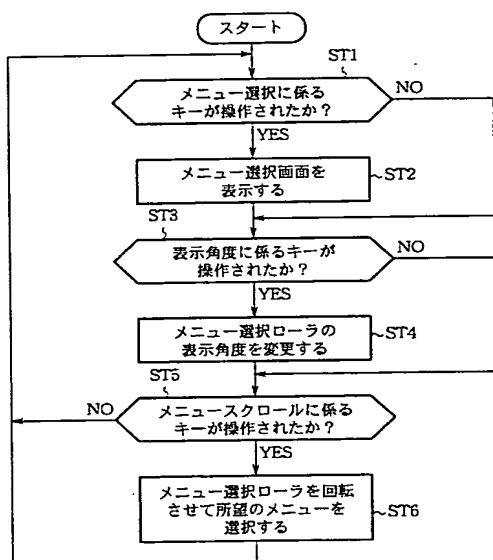 スタート
ST1
メニュー選択に係る
キーが操作されたか？
NO
YES
メニュー選択画面を
表示する
ST2
ST3
表示角度に係るキーが
操作されたか？
NO
YES
メニュー選択ローラの
表示角度を変更する
ST4
ST5
NO
メニュースクロールに係る
キーが操作されたか？
YES
メニュー選択ローラを回転
させて所望のメニューを
選択する
ST6